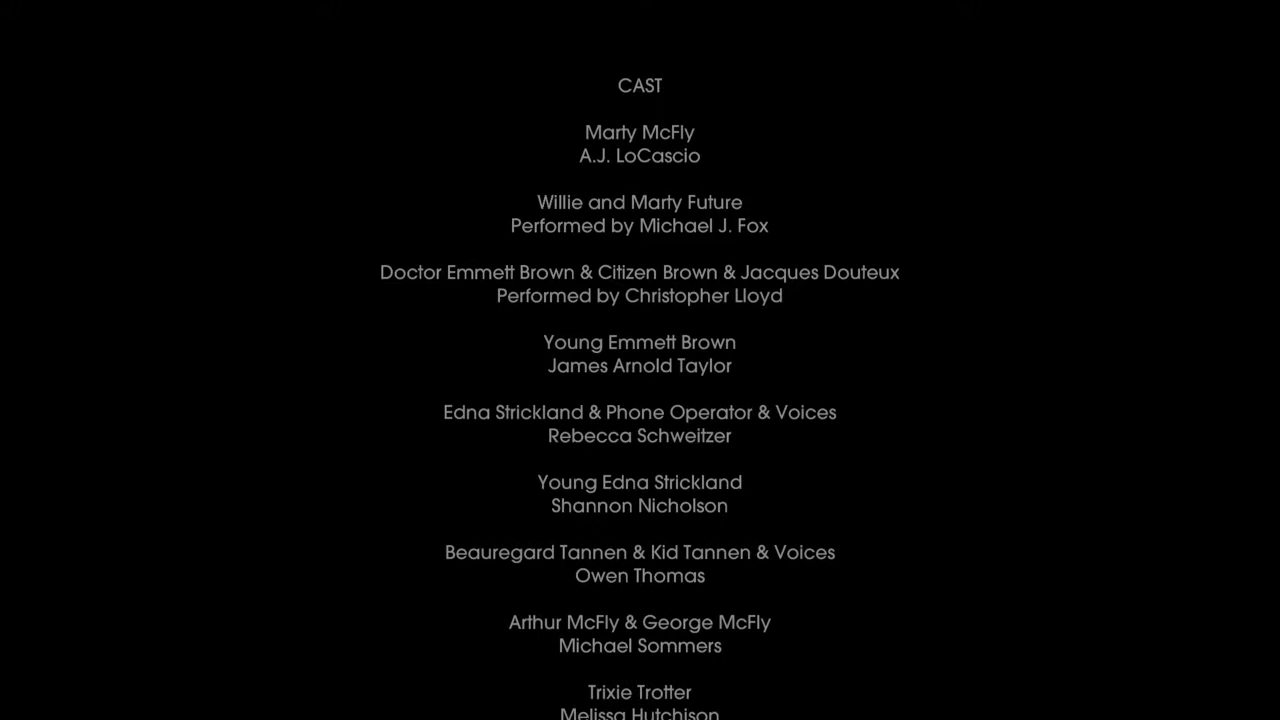 CAST
Marty McFly
A.J. LoCascio
Willie and Marty Future
Performed by Michael J. Fox
Doctor Emmett Brown & Citizen Brown & Jacques Douteux
Performed by Christopher Lloyd
Young Emmett Brown
James Arnold Taylor
Edna Strickland & Phone Operator & Voices
Rebecca Schweitzer
Young Edna Strickland
Shannon Nicholson
Beauregard Tannen & Kid Tannen & Voices
Owen Thomas
Arthur McFly & George McFly
Michael Sommers
Trixie Trotter
Melissa Hutchison